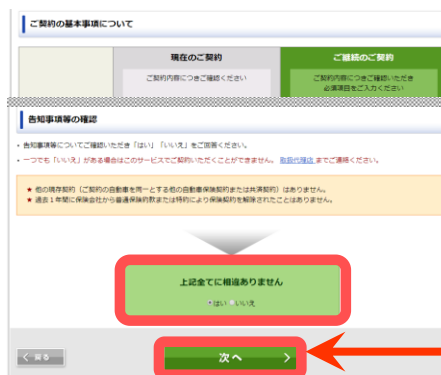 ご契約の基本事項について
現在のご契約
ご継続のご契約
ご契約内容につきご確認ください
ご契約内容につきご確認いただき
必須項目をご入力ください
告知事項等の確認
・告知事項等についてご確認いただき「はい」「いいえ」をご回答ください。
・一つでも「いいえ」がある場合はこのサービスでご契約いただくことができません。取扱代理店までご連絡ください。
★ 他の現存契約（ご契約の自動車を同一とする他の自動車保険契約または共済契約）はありません。
★ 過去１年間に保険会社から普通保険約款または特約により保険契約を解除されたことはありません。
上記全てに相違ありません
はい いいえ
戻る
次へ